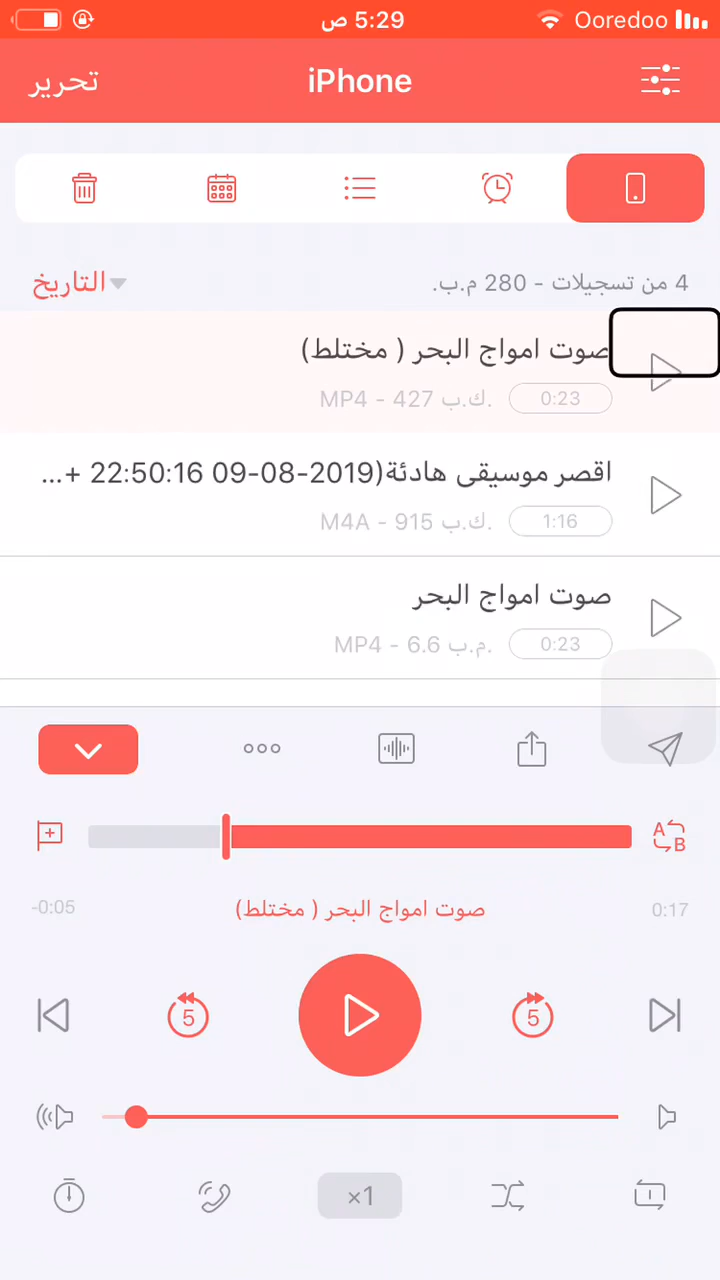 5:29 ص
Ooredoo
تحرير
iPhone
4 من تسجيلات - 280 م.ب.
التاريخ
صوت امواج البحر ( مختلط)
0:23
MP4 - 427 ك.ب.
اقصر موسيقى هادئة(2019-08-09 22:50:16 +...
1:16
M4A - 915 ك.ب.
صوت امواج البحر
0:23
MP4 - 6.6 م.ب.
A B
-0:05
صوت امواج البحر ( مختلط)
0:17
5
5
×1
1